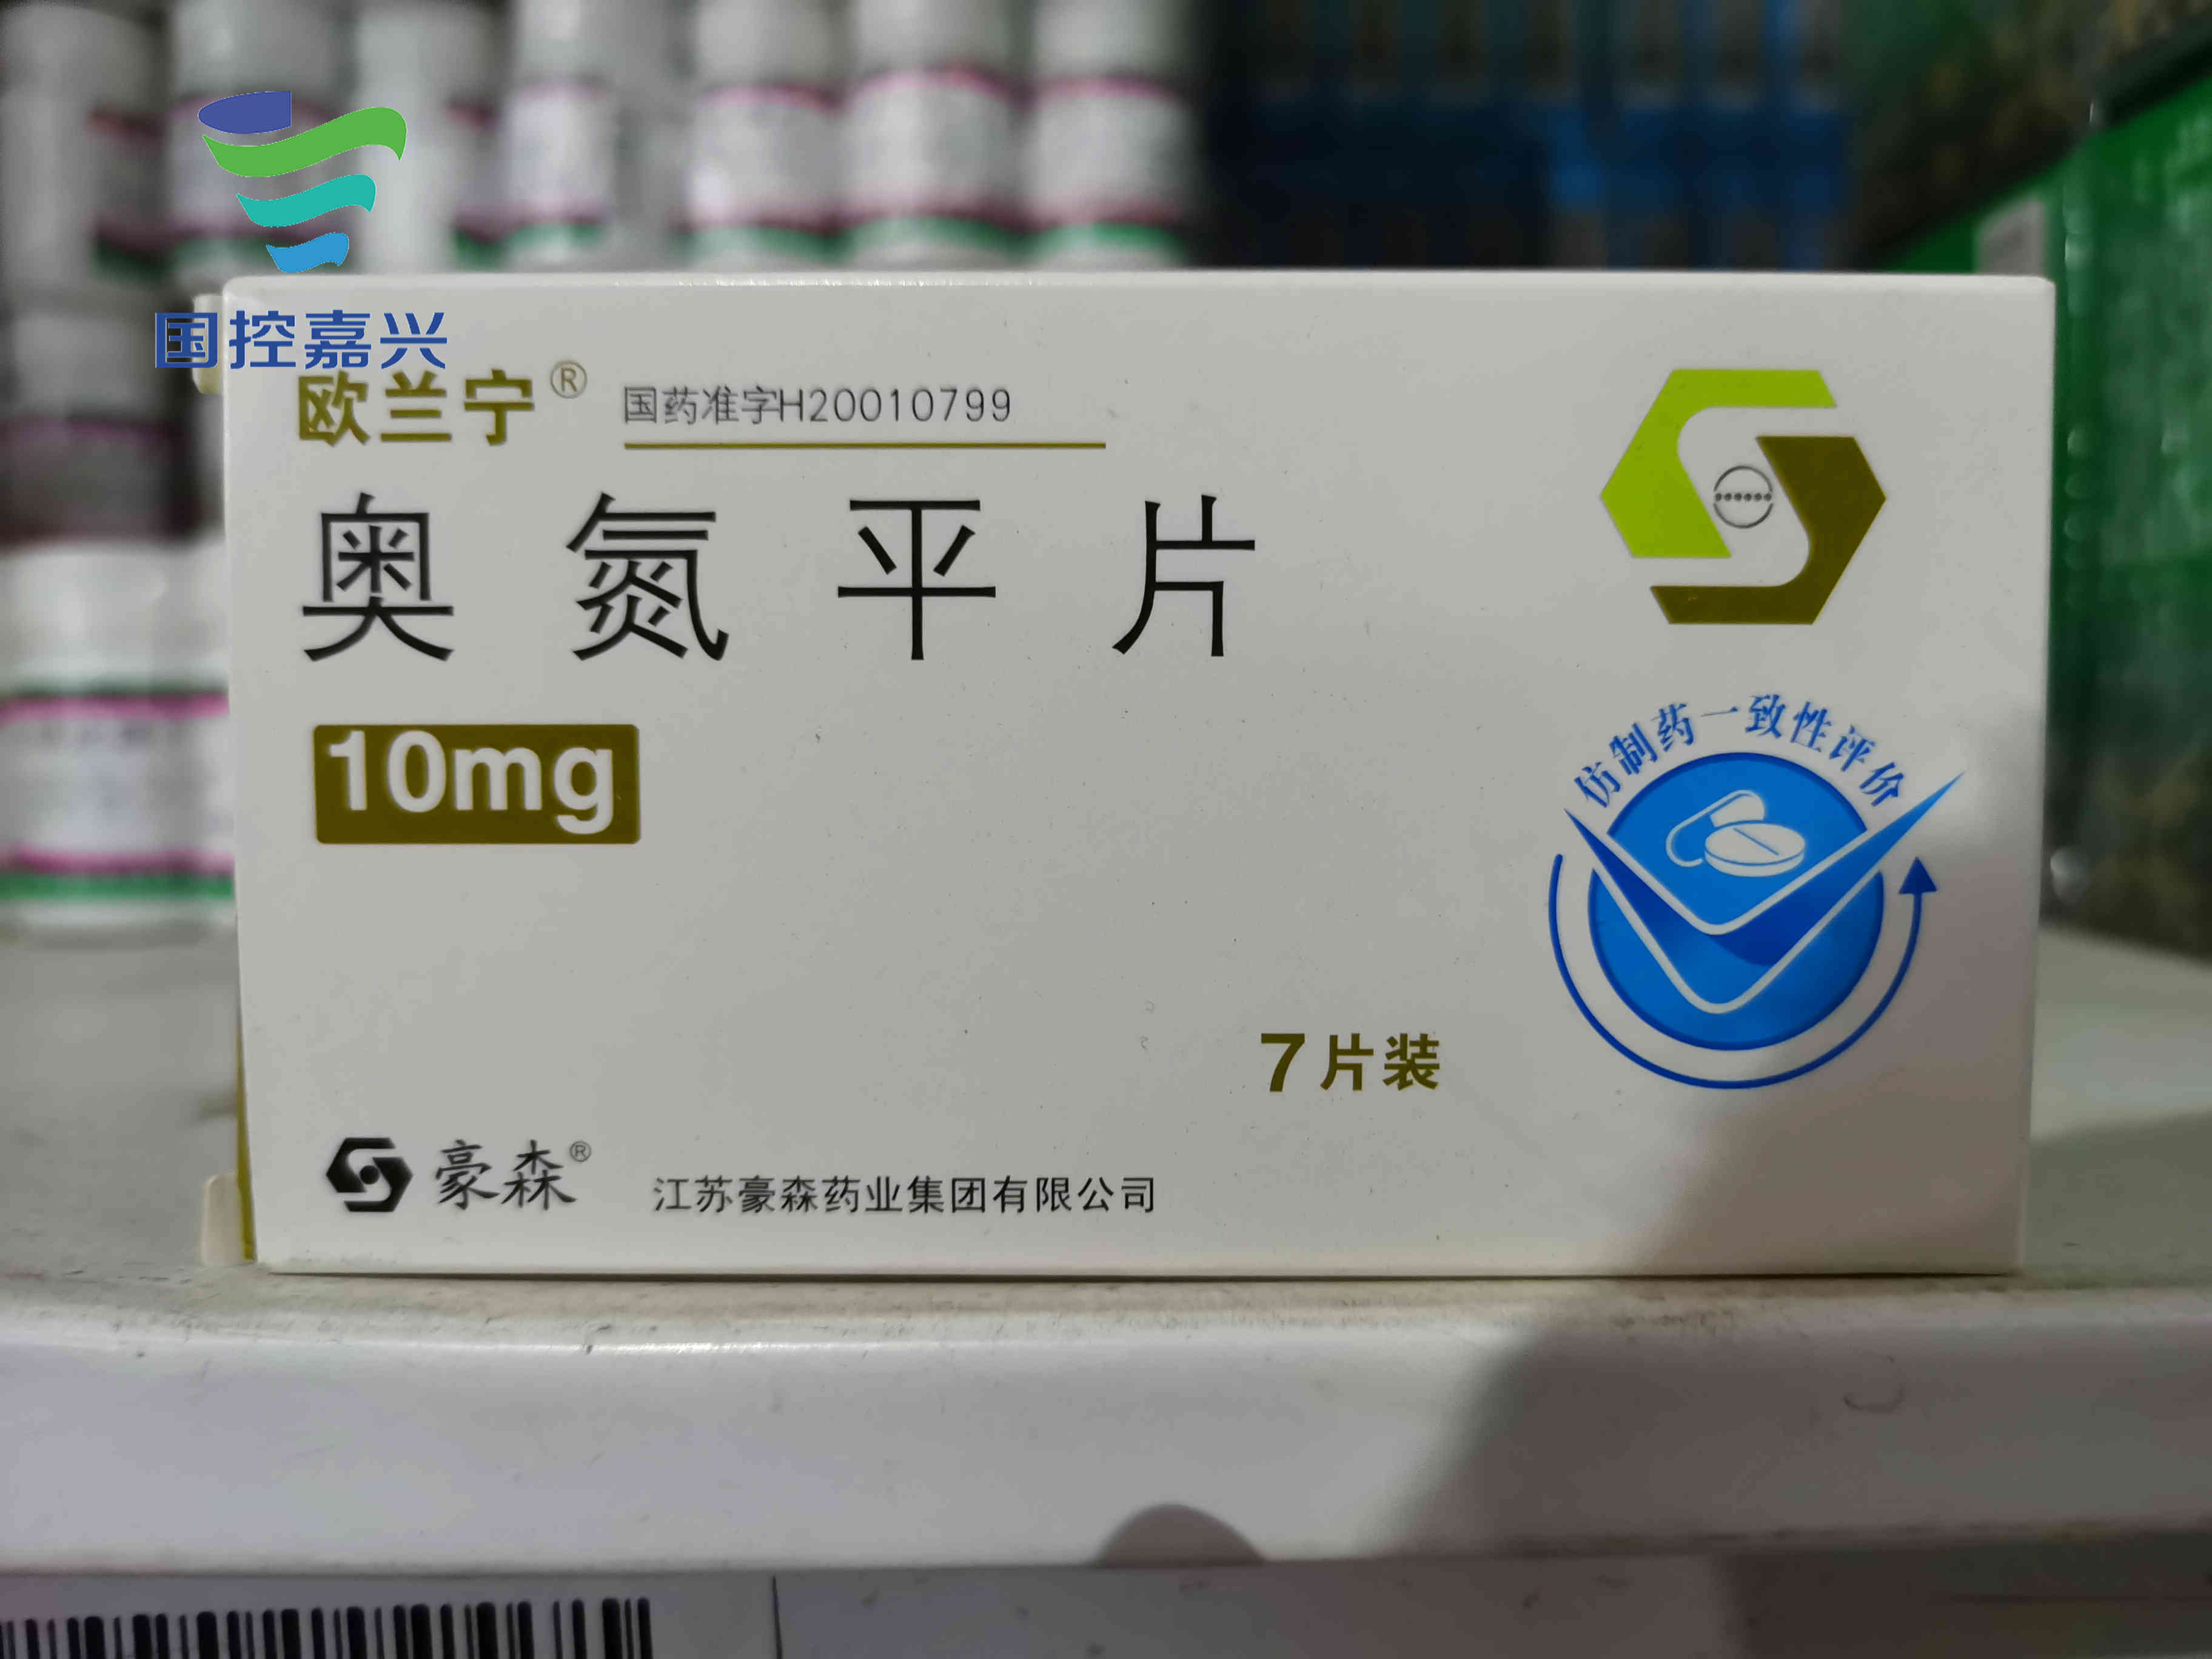 国控嘉兴
欧兰宁® 国药准字H20010799
奥氮平片
10mg
仿制药一致性评价
7片装
豪森® 江苏豪森药业集团有限公司